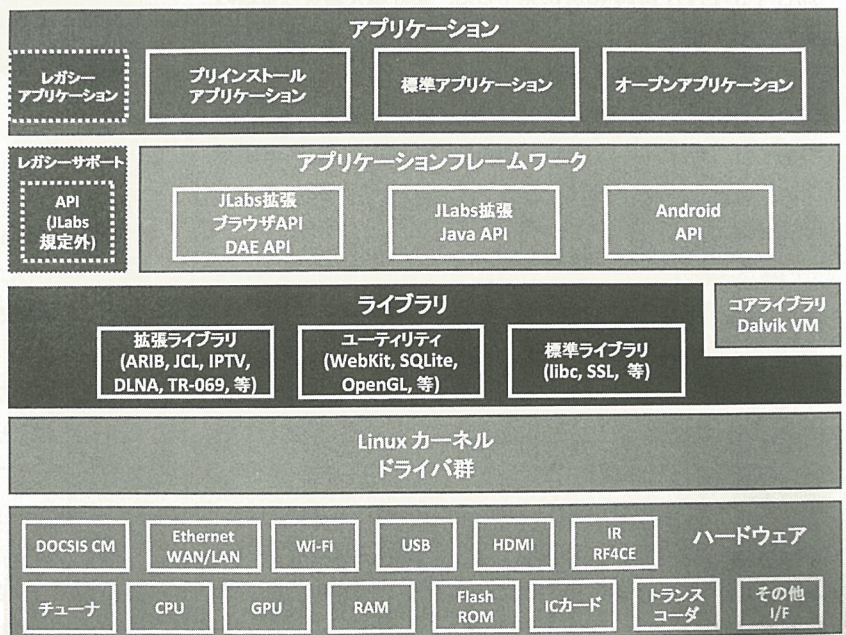 アプリケーション
レガシー
アプリケーション
プリインストール
アプリケーション
標準アプリケーション
オープンアプリケーション
レガシーサポート
API
(JLabs
規定外)
アプリケーションフレームワーク
JLabs拡張
ブラウザAPI
DAE API
JLabs拡張
Java API
Android
API
ライブラリ
拡張ライブラリ
(ARIB, JCL, IPTV,
DLNA, TR-069, 等)
ユーティリティ
(WebKit, SQLite,
OpenGL, 等)
標準ライブラリ
(libc, SSL, 等)
コアライブラリ
Dalvik VM
Linux カーネル
ドライバ群
ハードウェア
DOCSIS CM
Ethernet
WAN/LAN
Wi-Fi
USB
HDMI
IR
RF4CE
チューナ
CPU
GPU
RAM
Flash
ROM
ICカード
トランス
コーダ
その他
I/F